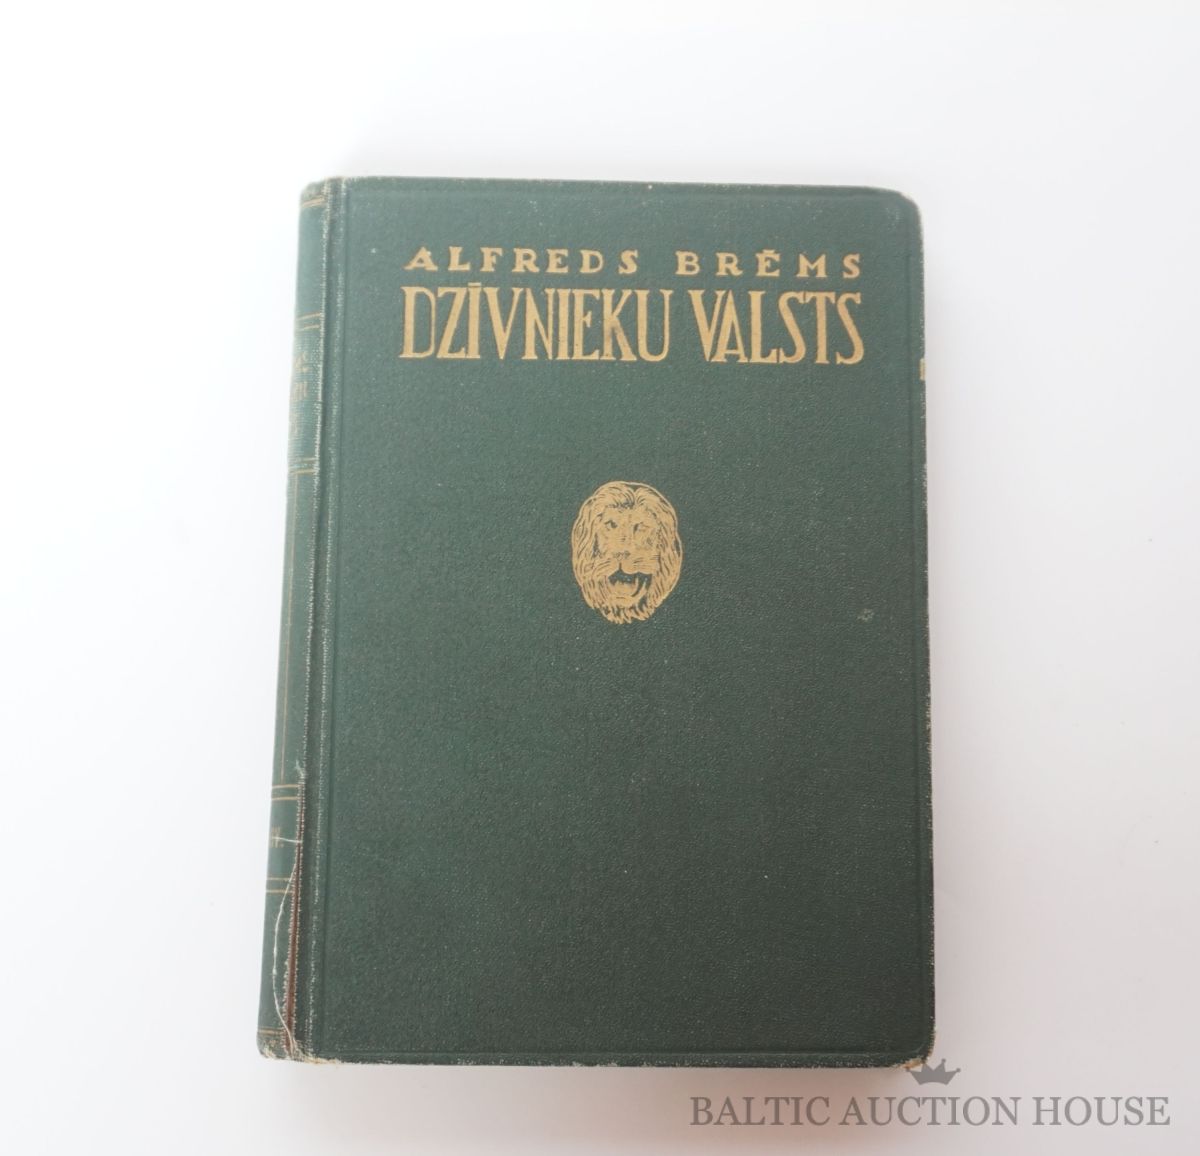 ALFREDS BRĒMS
DZĪVNIEKU VALSTS
BALTIC AUCTION HOUSE